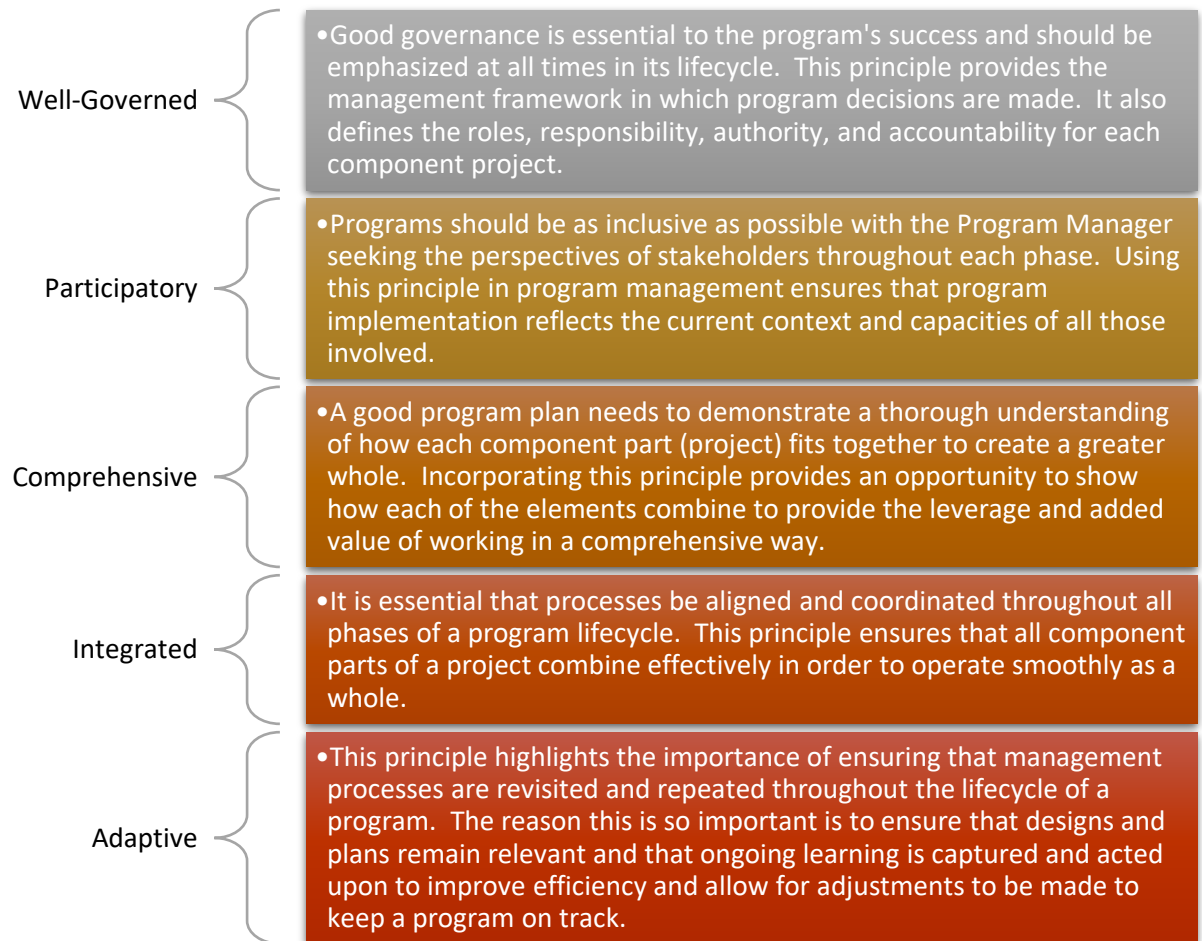 Well-Governed
•Good governance is essential to the program's success and should be
emphasized at all times in its lifecycle.  This principle provides the
management framework in which program decisions are made.  It also
defines the roles, responsibility, authority, and accountability for each
component project.
Participatory
•Programs should be as inclusive as possible with the Program Manager
seeking the perspectives of stakeholders throughout each phase.  Using
this principle in program management ensures that program
implementation reflects the current context and capacities of all those
involved.
Comprehensive
•A good program plan needs to demonstrate a thorough understanding
of how each component part (project) fits together to create a greater
whole.  Incorporating this principle provides an opportunity to show
how each of the elements combine to provide the leverage and added
value of working in a comprehensive way.
Integrated
•It is essential that processes be aligned and coordinated throughout all
phases of a program lifecycle.  This principle ensures that all component
parts of a project combine effectively in order to operate smoothly as a
whole.
Adaptive
•This principle highlights the importance of ensuring that management
processes are revisited and repeated throughout the lifecycle of a
program.  The reason this is so important is to ensure that designs and
plans remain relevant and that ongoing learning is captured and acted
upon to improve efficiency and allow for adjustments to be made to
keep a program on track.